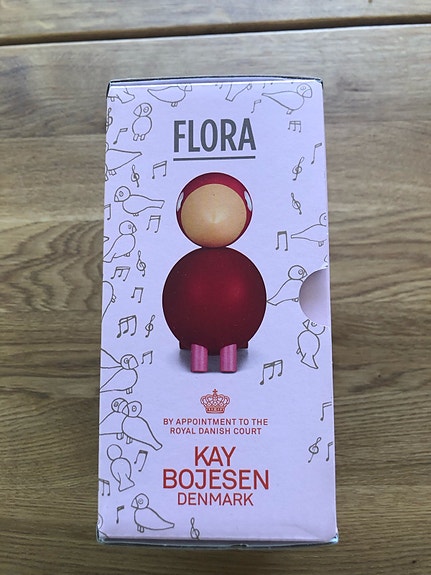 FLORA
BY APPOINTMENT TO THE
ROYAL DANISH COURT
KAY
BOJESEN
DENMARK